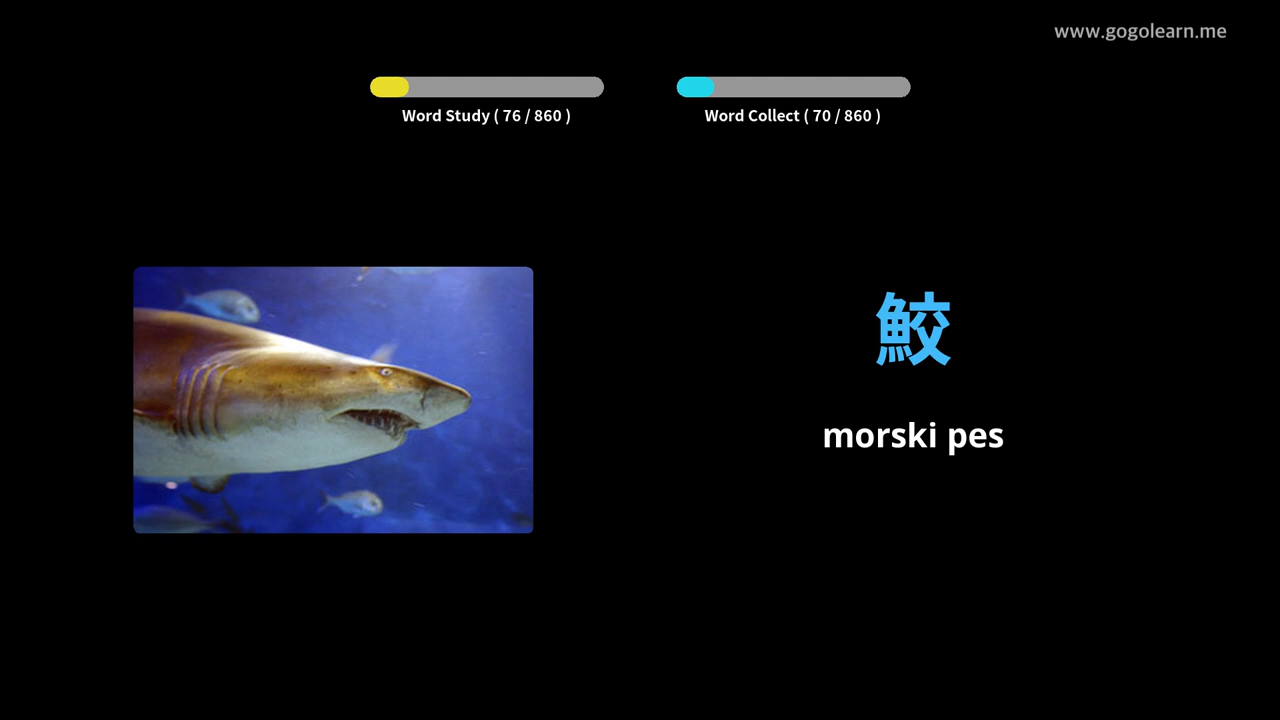 www.gogolearn.me
Word Study ( 76 / 860 )
Word Collect ( 70 / 860 )
鮫
morski pes